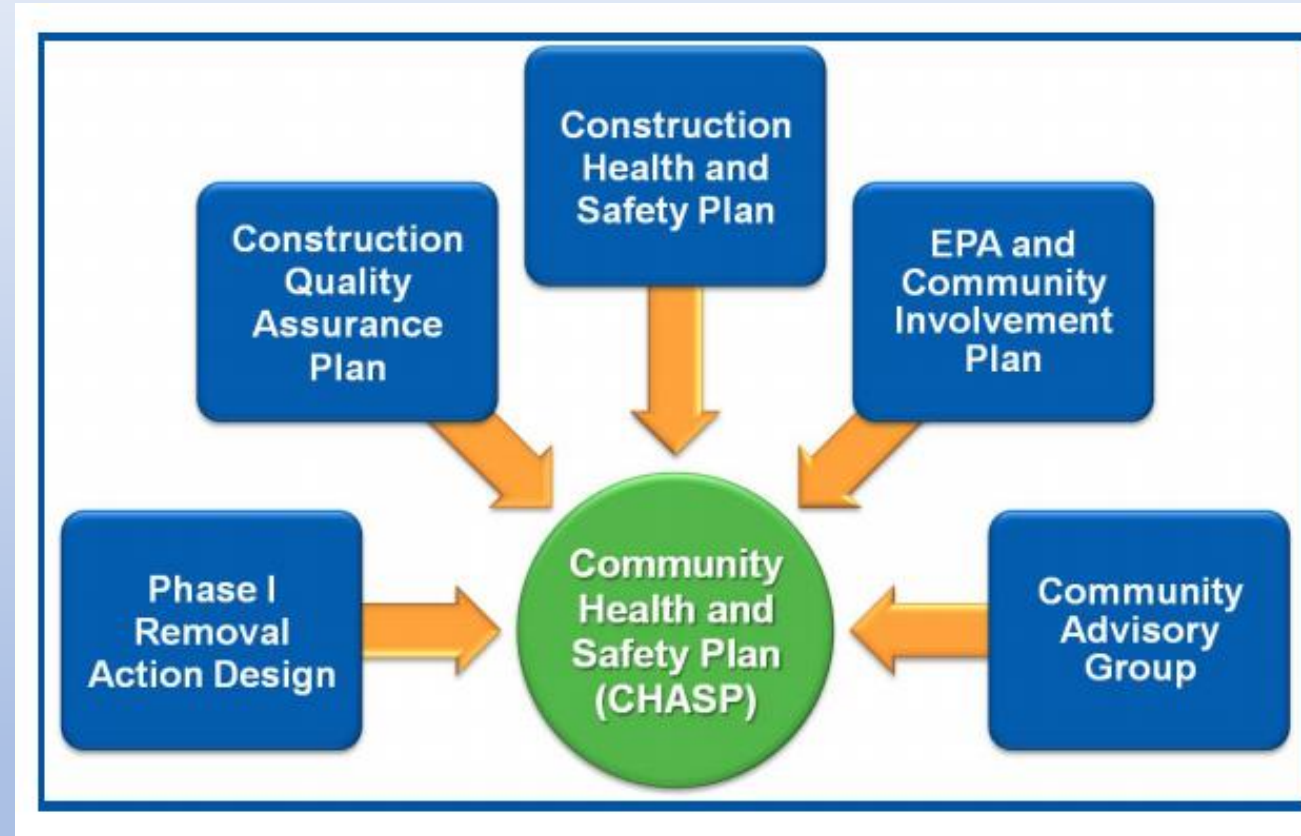 Construction
Health and
Safety Plan
Construction
Quality
Assurance
Plan
EPA and
Community
Involvement
Plan
Phase I
Removal
Action Design
Community
Health and
Safety Plan
(CHASP)
Community
Advisory
Group